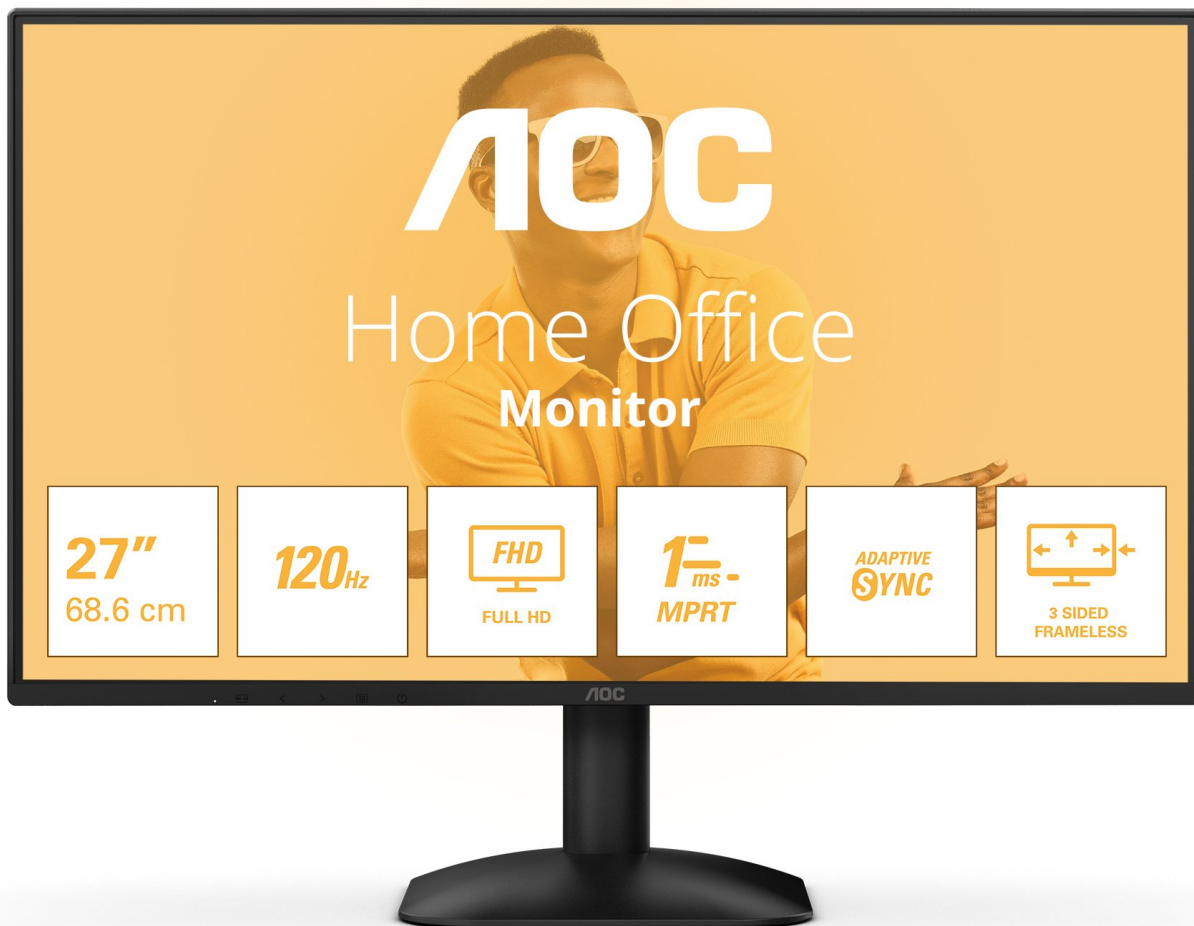 AOC
Home Office
Monitor
27"
68.6 cm
120Hz
FHD
FULL HD
1ms
MPRT
ADAPTIVE
SYNC
3 SIDED
FRAMELESS
AOC